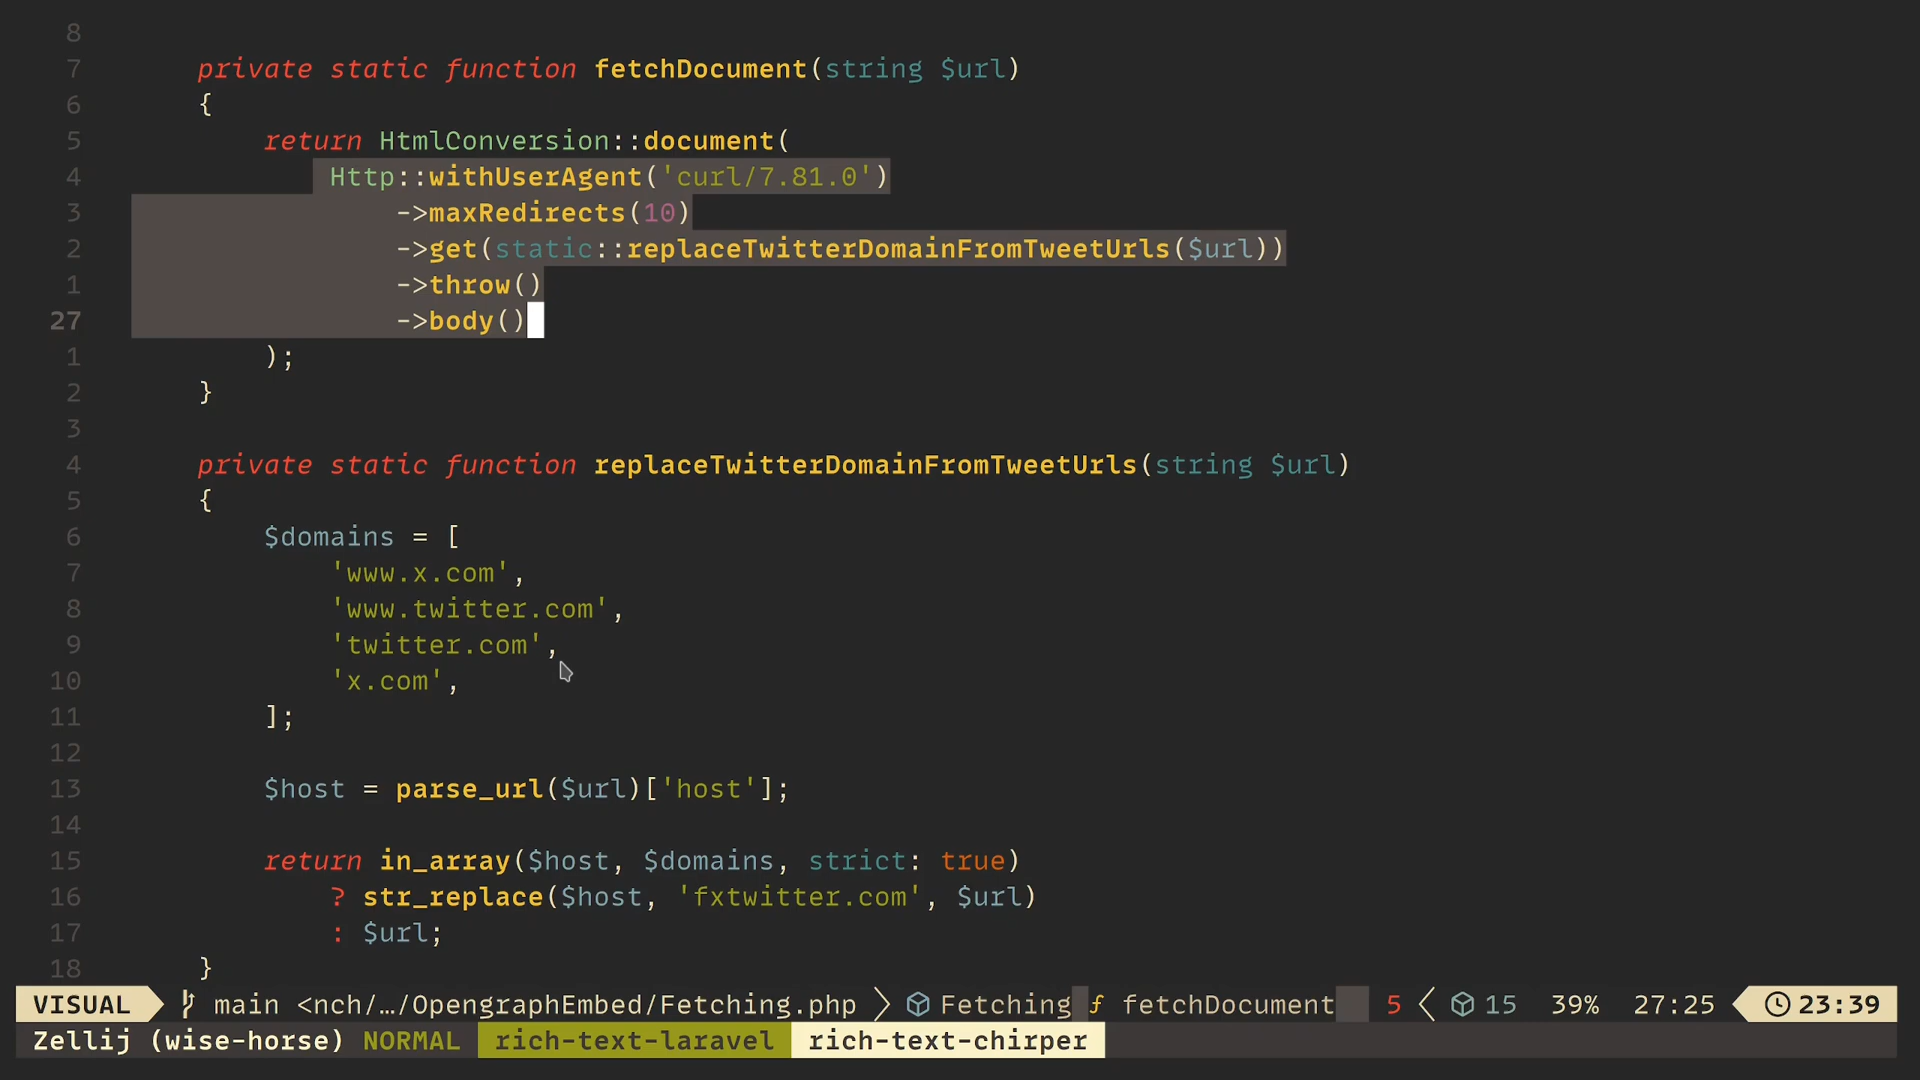 8
7 private static function fetchDocument(string $url)
6 {
5 return HtmlConversion::document(
4 Http::withUserAgent('curl/7.81.0')
3 ->maxRedirects(10)
2 ->get(static::replaceTwitterDomainFromTweetUrls($url))
1 ->throw()
27 ->body()
1 );
2 }
3
4 private static function replaceTwitterDomainFromTweetUrls(string $url)
5 {
6 $domains = [
7 'www.x.com',
8 'www.twitter.com',
9 'twitter.com',
10 'x.com',
11 ];
12
13 $host = parse_url($url)['host'];
14
15 return in_array($host, $domains, strict: true)
16 ? str_replace($host, 'fxtwitter.com', $url)
17 : $url;
18 }
VISUAL main <nch/…/OpengraphEmbed/Fetching.php Fetching ƒ fetchDocument 5 15 39% 27:25 23:39
Zellij (wise-horse) NORMAL rich-text-laravel rich-text-chirper